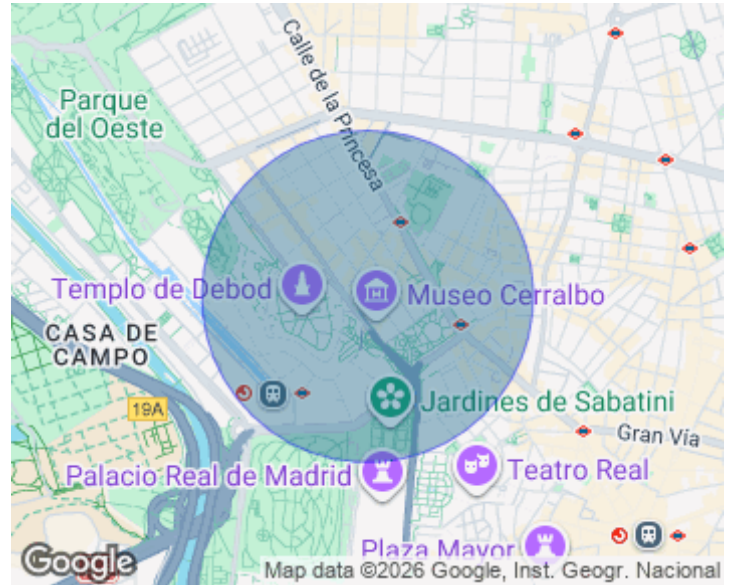 Calle de la Princesa
Parque
del Oeste
Templo de Debod
Museo Cerralbo
CASA DE
CAMPO
19A
Jardines de Sabatini
Gran Vía
Palacio Real de Madrid
Teatro Real
Plaza Mayor
Google
Map data ©2026 Google, Inst. Geogr. Nacional